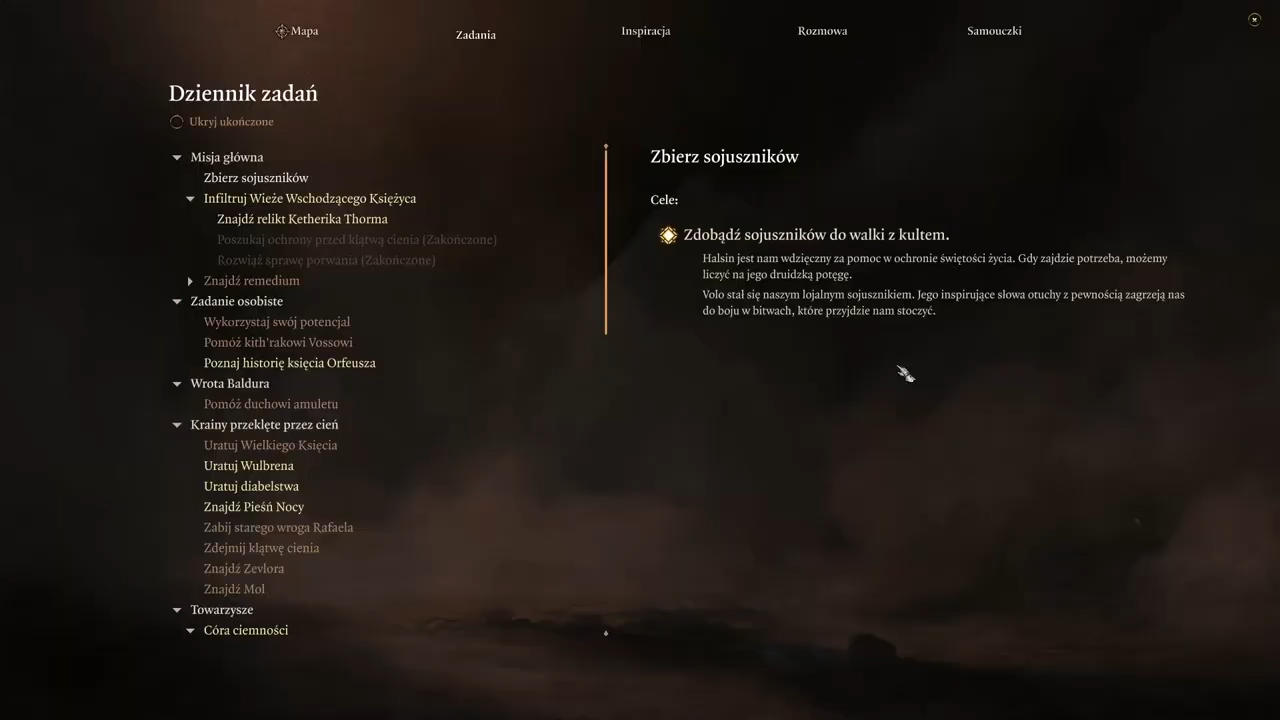 Mapa
Zadania
Inspiracja
Rozmowa
Samouczki
Dziennik zadań
Ukryj ukończone
Misja główna
Zbierz sojuszników
Infiltruj Wieże Wschodzącego Księżyca
Znajdź relikt Ketherika Thorma
Poszukaj ochrony przed klątwą cienia (Zakończone)
Rozwiąż sprawę porwania (Zakończone)
Znajdź remedium
Zadanie osobiste
Wykorzystaj swój potencjał
Pomóż kith'rakowi Vossowi
Poznaj historię księcia Orfeusza
Wrota Baldura
Pomóż duchowi amuletu
Krainy przeklęte przez cień
Uratuj Wielkiego Księcia
Uratuj Wulbrena
Uratuj diabelstwa
Znajdź Pieśń Nocy
Zabij starego wroga Rafaela
Zdejmij klątwę cienia
Znajdź Zevlora
Znajdź Mol
Towarzysze
Córa ciemności
Zbierz sojuszników
Cele:
Zdobądź sojuszników do walki z kultem.
Halsin jest nam wdzięczny za pomoc w ochronie świętości życia. Gdy zajdzie potrzeba, możemy
liczyć na jego druidzką potęgę.
Volo stał się naszym lojalnym sojusznikiem. Jego inspirujące słowa otuchy z pewnością zagrzeją nas
do boju w bitwach, które przyjdzie nam stoczyć.